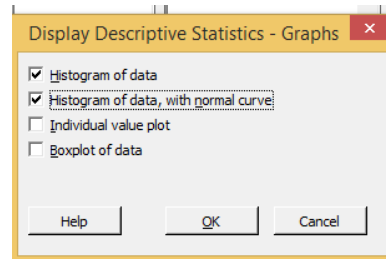 Display Descriptive Statistics - Graphs
Histogram of data
Histogram of data, with normal curve
Individual value plot
Boxplot of data
Help OK Cancel